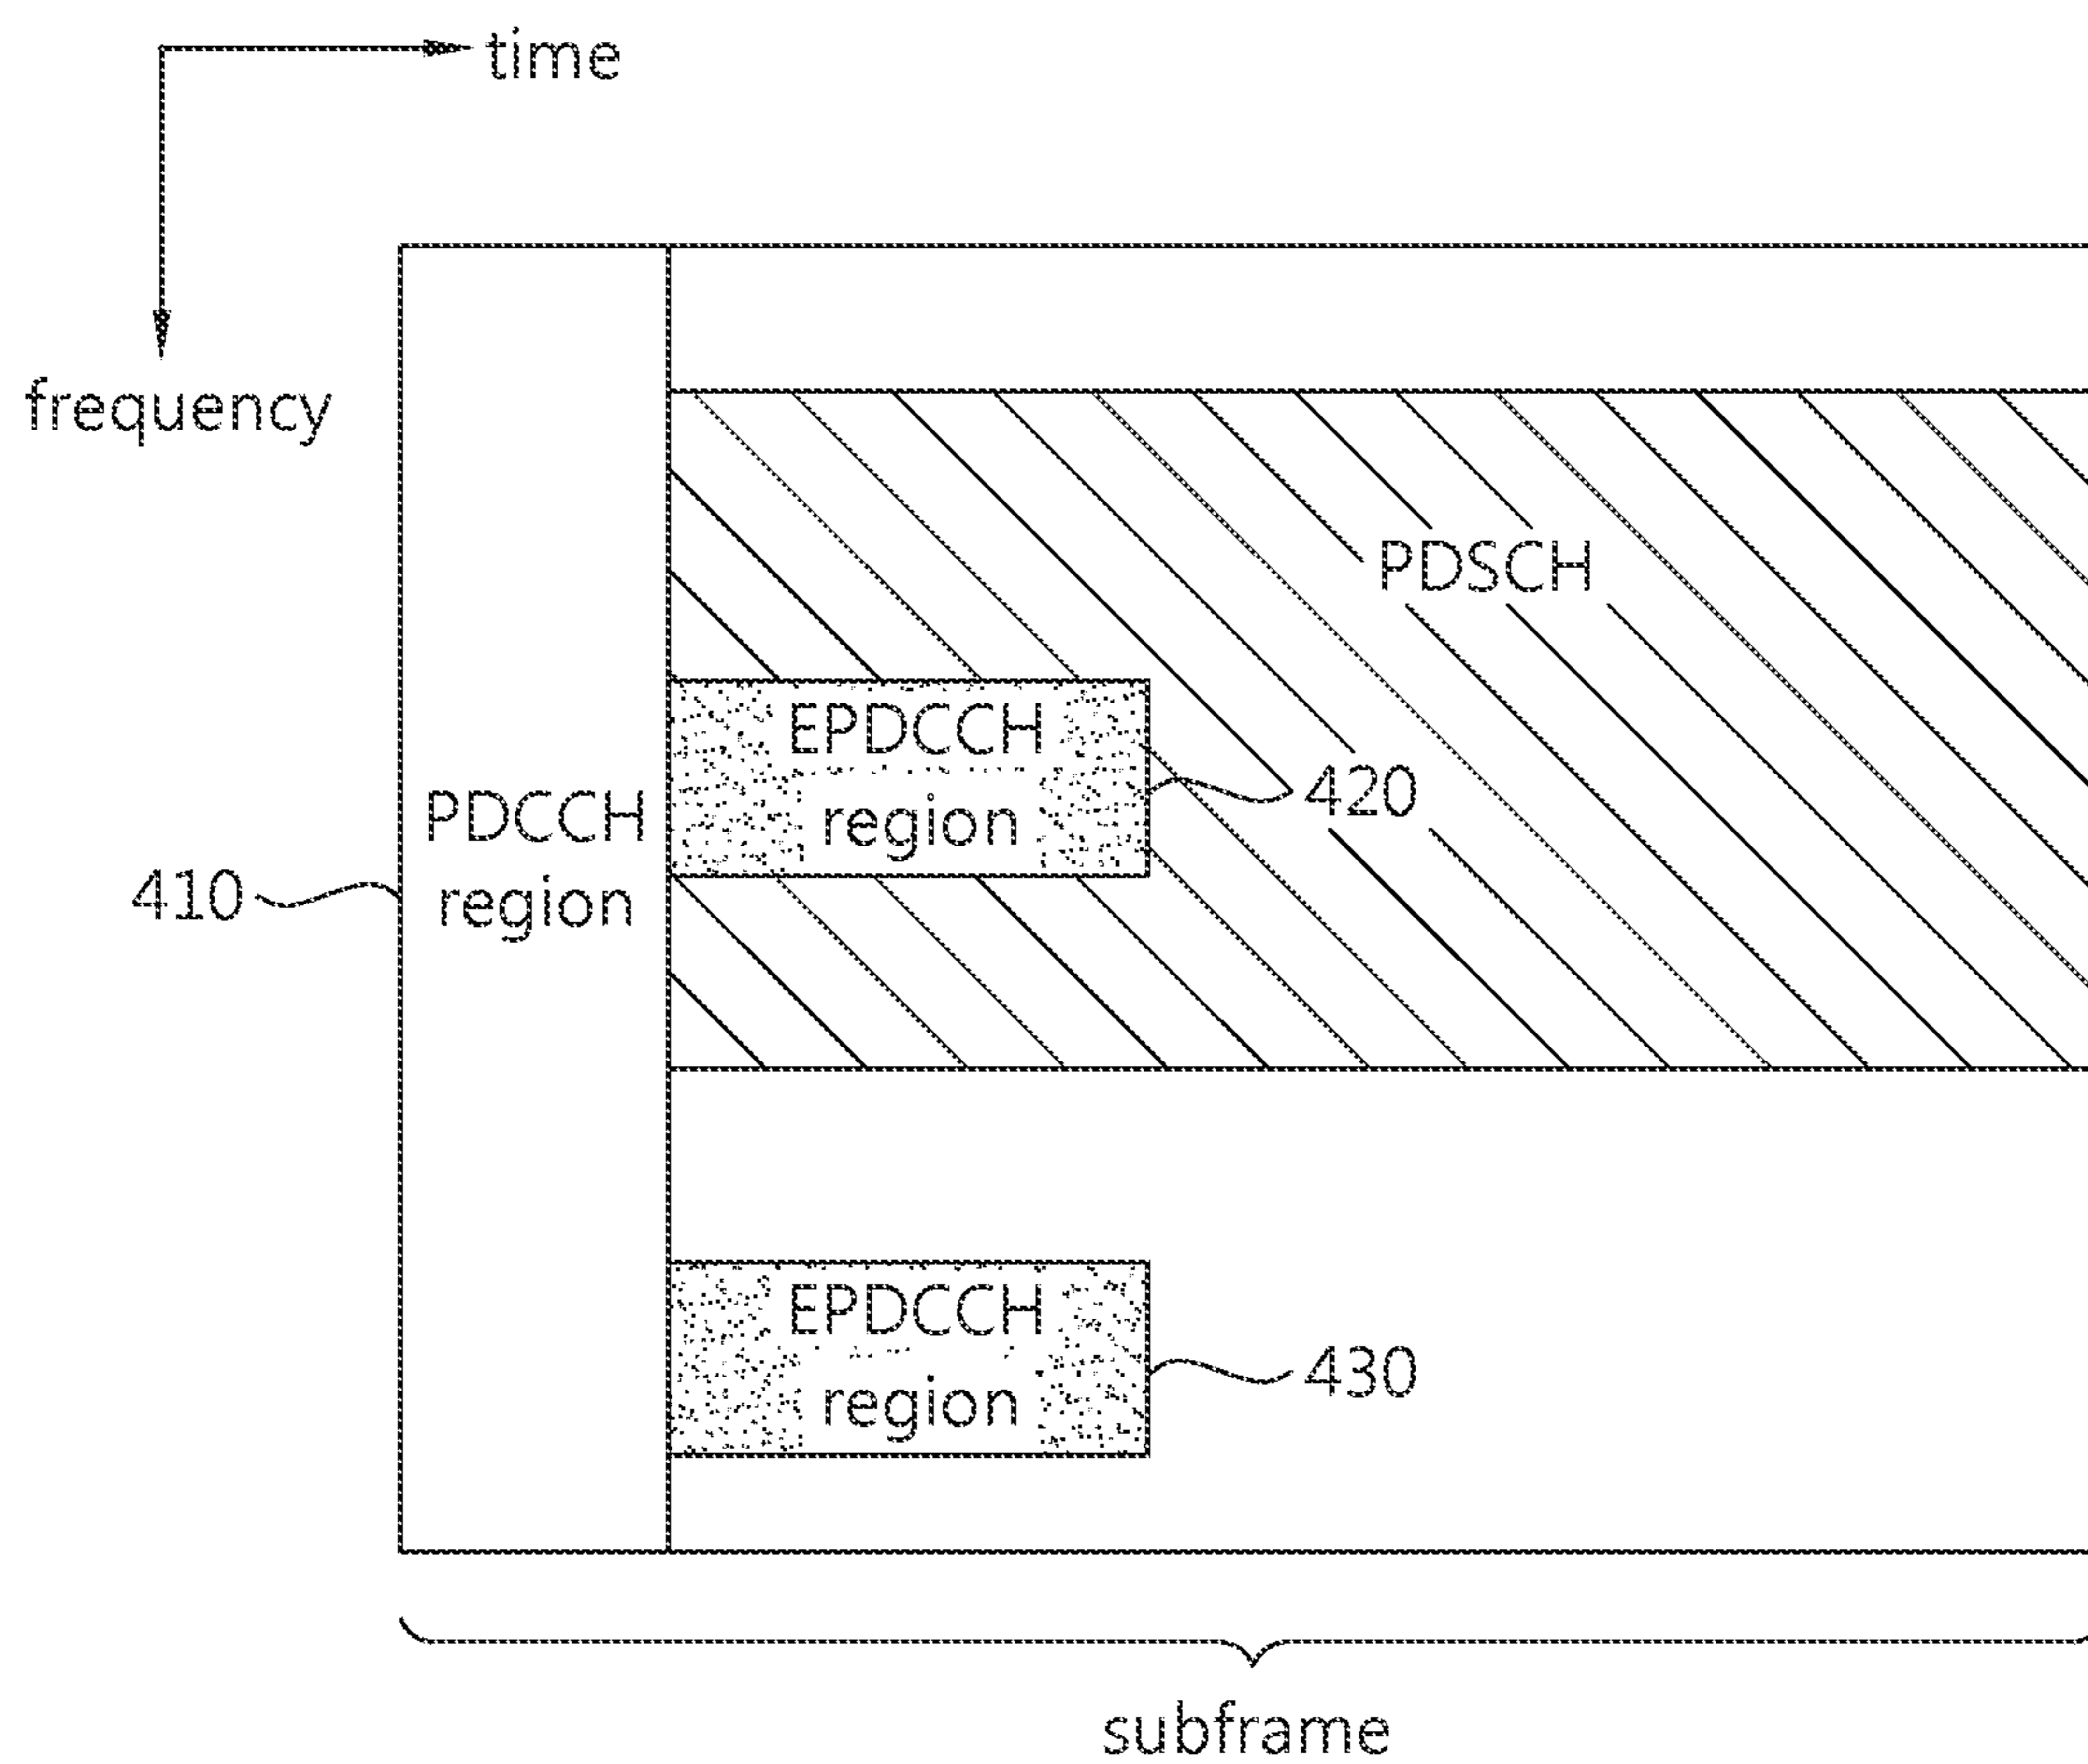 time
frequency
PDSCH
EPDCCH
region
420
PDCCH
region
410
EPDCCH
region
430
subframe